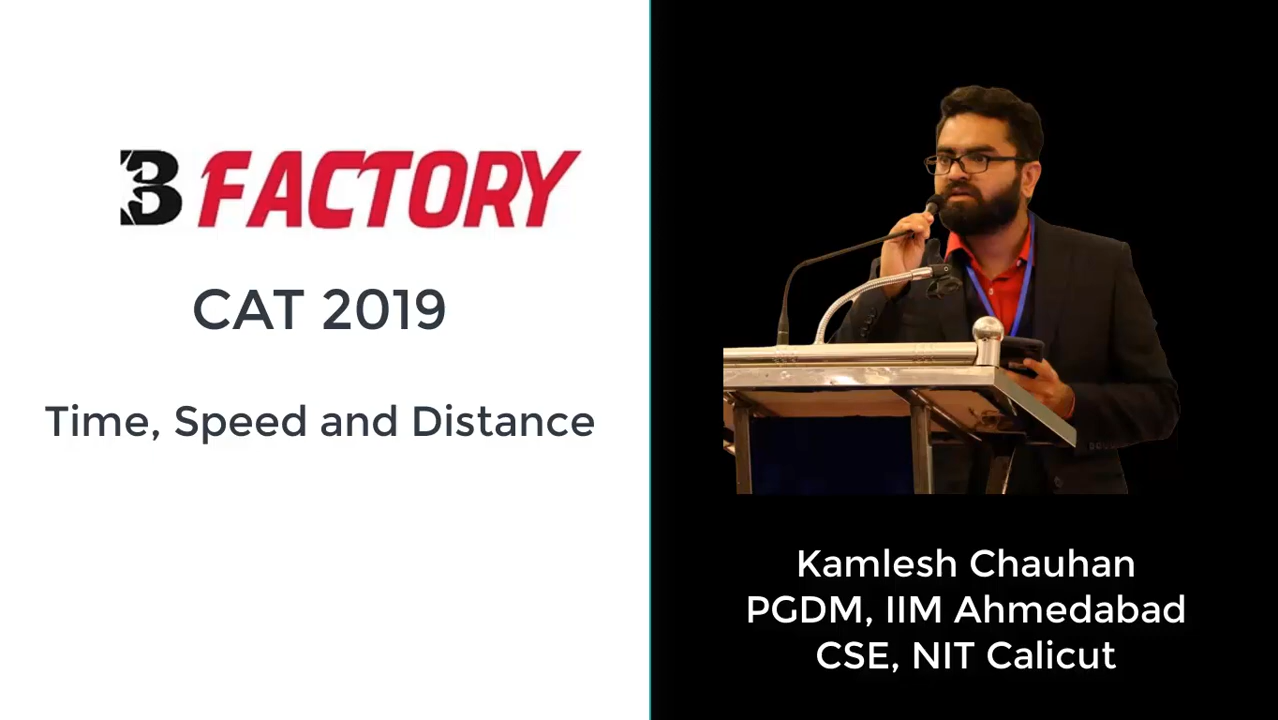 B FACTORY
CAT 2019
Time, Speed and Distance
Kamlesh Chauhan
PGDM, IIM Ahmedabad
CSE, NIT Calicut